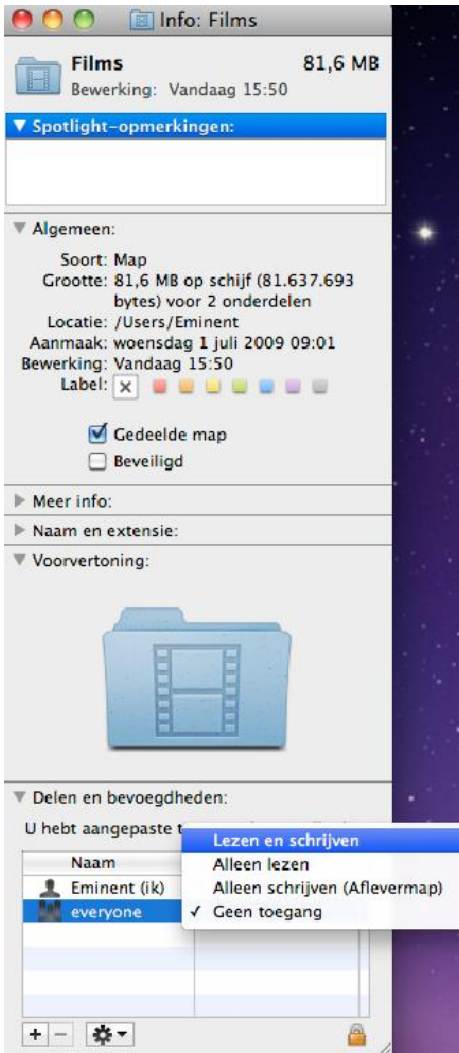 Info: Films
Films 81,6 MB
Bewerking: Vandaag 15:50
Spotlight-opmerkingen:
Algemeen:
Soort: Map
Grootte: 81,6 MB op schijf (81.637.693
bytes) voor 2 onderdelen
Locatie: /Users/Eminent
Aanmaak: woensdag 1 juli 2009 09:01
Bewerking: Vandaag 15:50
Label:
Gedeelde map
Beveiligd
Meer info:
Naam en extensie:
Voorvertoning:
Delen en bevoegdheden:
U hebt aangepaste
Lezen en schrijven
Naam
Alleen lezen
Eminent (ik)
Alleen schrijven (Aflevermap)
everyone
✓ Geen toegang